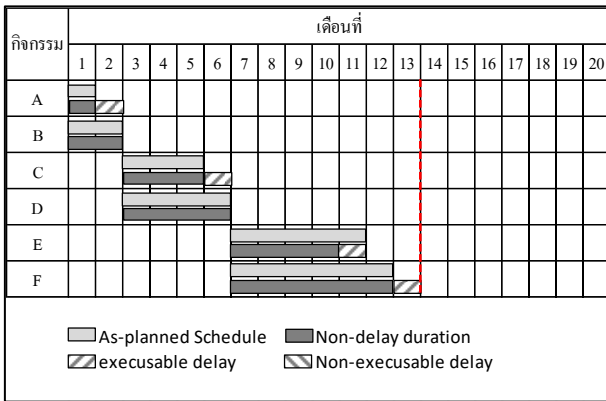 กิจกรรม เดือนที่
1 2 3 4 5 6 7 8 9 10 11 12 13 14 15 16 17 18 19 20
A
B
C
D
E
F
As-planned Schedule Non-delay duration
execusable delay Non-executable delay